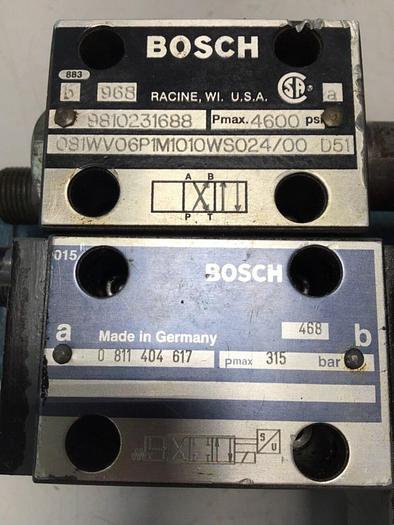 BOSCH
883
b 968 RACINE, WI. U.S.A. SA a
9810231688 Pmax. 4600 psi
081WV06P1M1010WS024/00 D51
A B
P T
015
BOSCH
a Made in Germany 468 b
0 811 404 617 pmax 315 bar
S
U